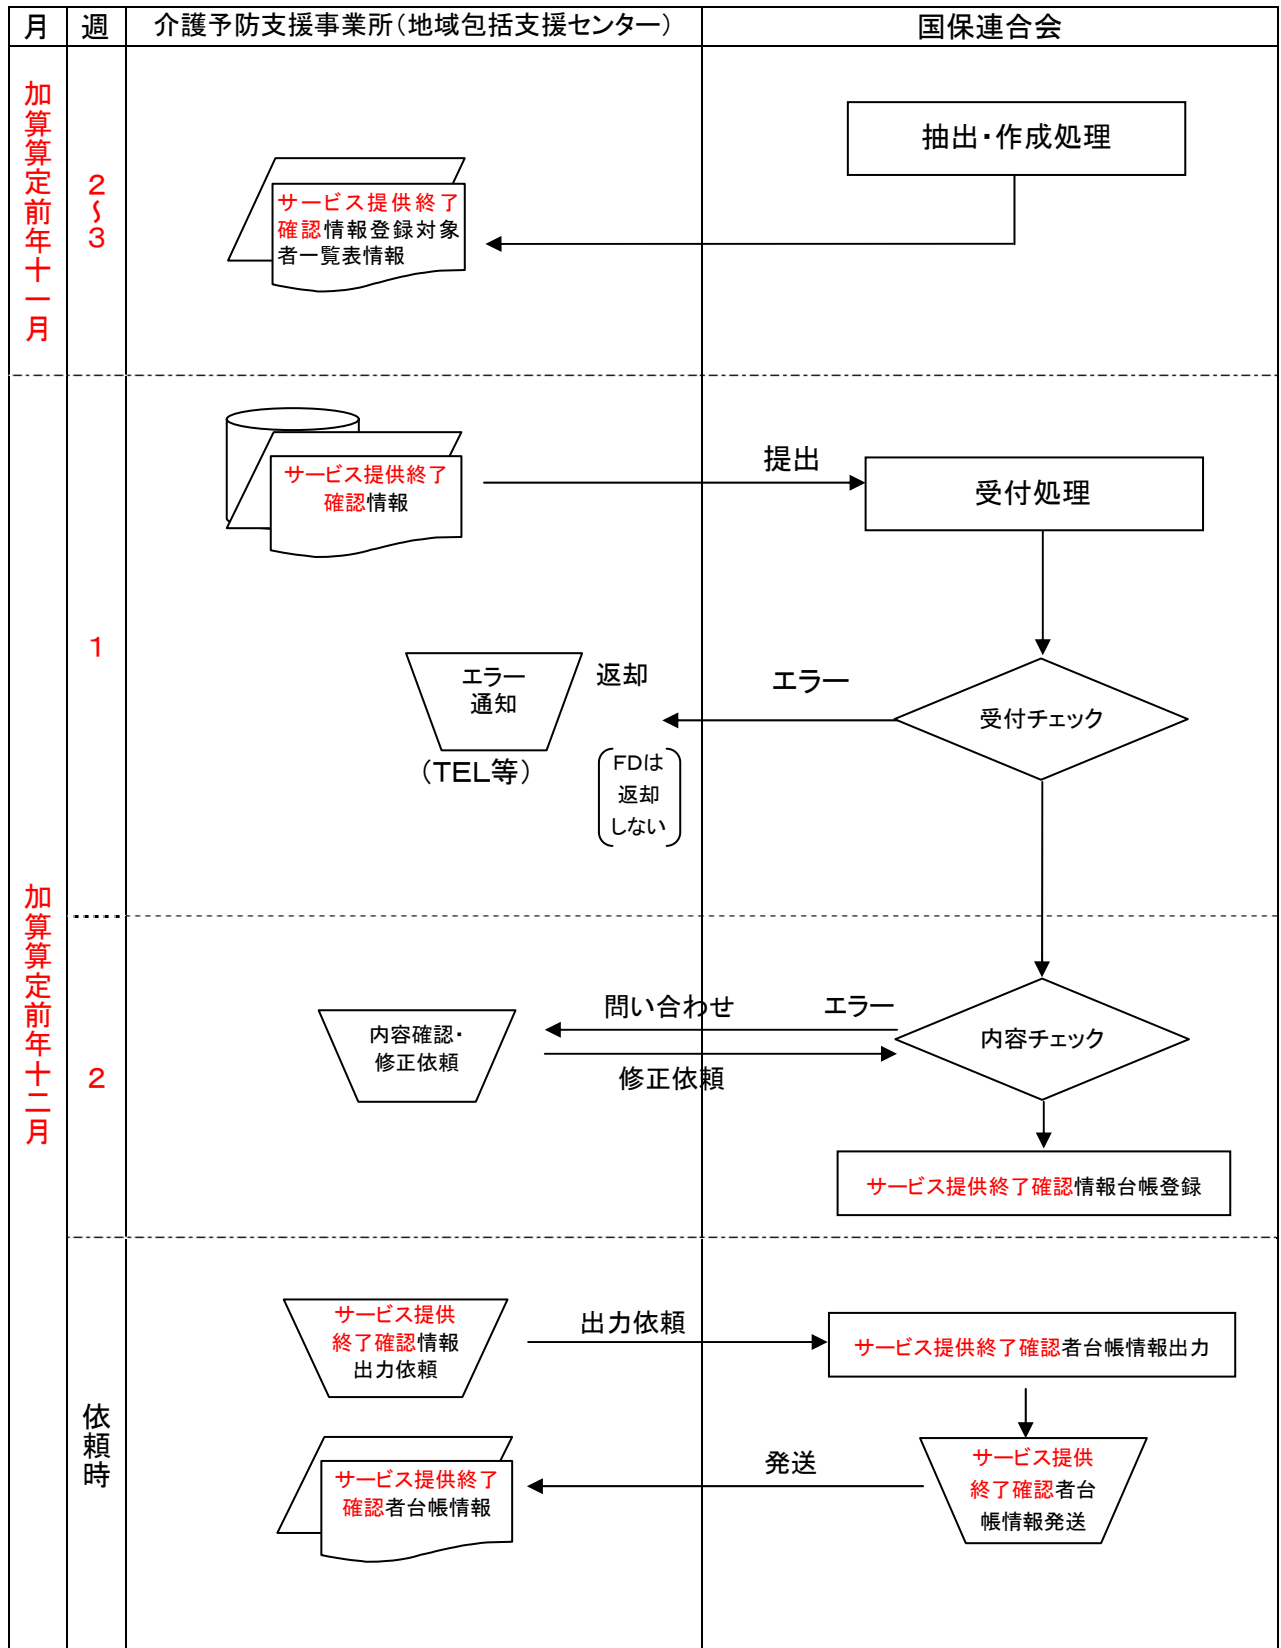 月
週
介護予防支援事業所(地域包括支援センター)
国保連合会
加算算定前年十一月
2～3
抽出・作成処理
サービス提供終了
確認情報登録対象
者一覧表情報
加算算定前年十二月
1
サービス提供終了
確認情報
提出
受付処理
エラー
通知
(TEL等)
返却
FDは
返却
しない
エラー
受付チェック
2
内容確認・
修正依頼
問い合わせ
エラー
修正依頼
内容チェック
サービス提供終了確認情報台帳登録
依頼時
サービス提供
終了確認情報
出力依頼
出力依頼
サービス提供終了確認者台帳情報出力
サービス提供終了
確認者台帳情報
発送
サービス提供
終了確認者台
帳情報発送